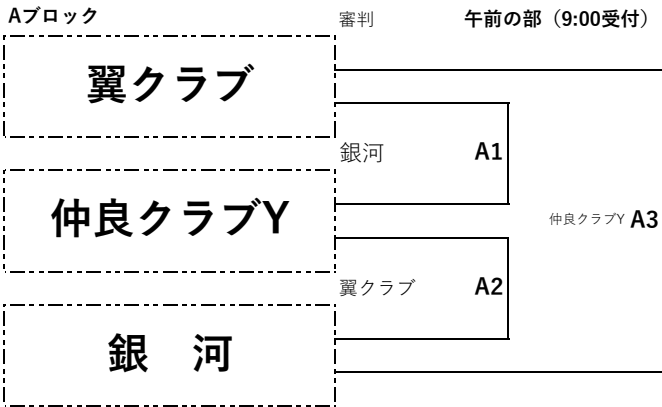 Aブロック
審判
午前の部（9:00受付）
翼クラブ
銀河 A1
仲良クラブY
仲良クラブY A3
翼クラブ A2
銀　河